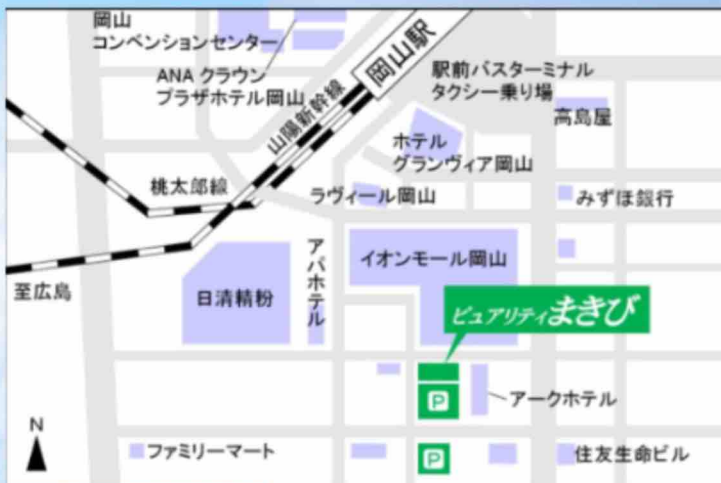 岡山
コンベンションセンター
ANA クラウン
プラザホテル岡山
山陽新幹線
岡山駅
駅前バスターミナル
タクシー乗り場
高島屋
ホテル
グランヴィア岡山
桃太郎線
ラヴィール岡山
みずほ銀行
至広島
日清精粉
アパホテル
イオンモール岡山
ピュアリティまきび
P
アークホテル
N
ファミリーマート
P
住友生命ビル